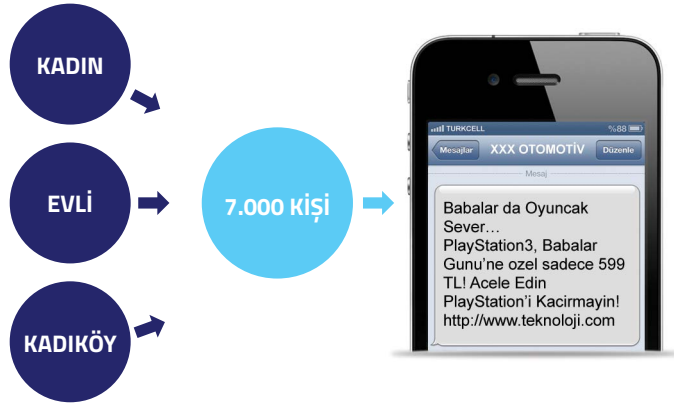 KADIN
EVLİ
KADIKÖY
7.000 KİŞİ
TURKCELL
%88
Mesajlar
XXX OTOMOTİV
Düzenle
Mesaj
Babalar da Oyuncak
Sever…
PlayStation3, Babalar
Gunu'ne ozel sadece 599
TL! Acele Edin
PlayStation'i Kacirmayin!
http://www.teknoloji.com